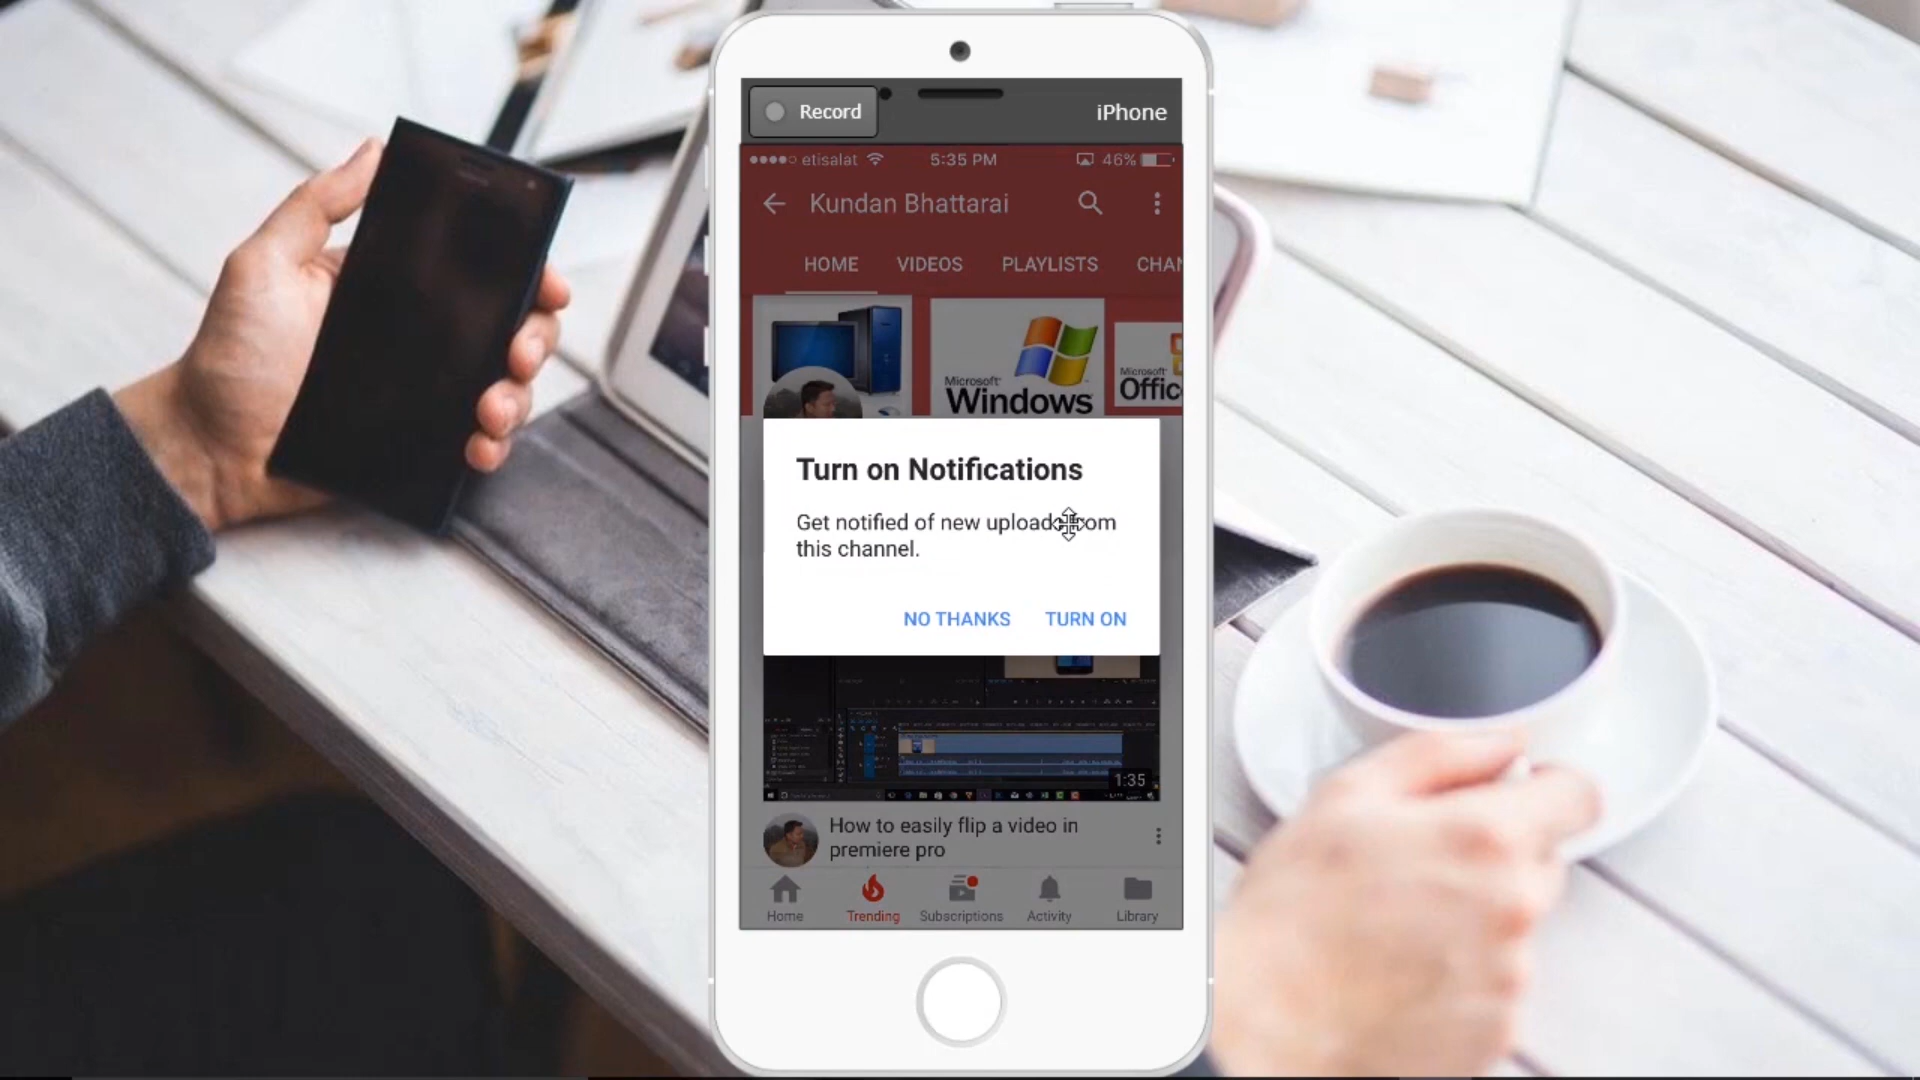 Record
iPhone
etisalat
5:35 PM
46%
Kundan Bhattarai
HOME VIDEOS PLAYLISTS CHAN
Microsoft
Windows
Microsoft
Offic
Turn on Notifications
Get notified of new upload om
this channel.
NO THANKS TURN ON
1:35
How to easily flip a video in
premiere pro
Home Trending Subscriptions Activity Library